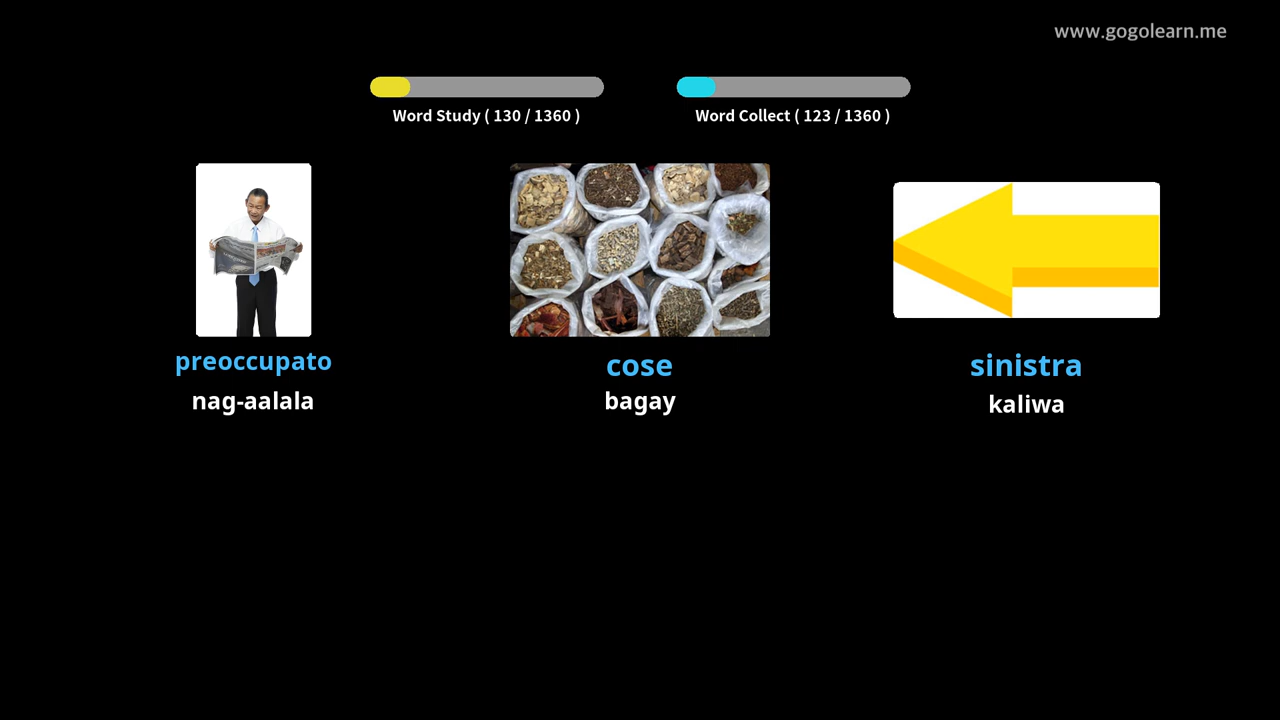 www.gogolearn.me
Word Study ( 130 / 1360 )
Word Collect ( 123 / 1360 )
preoccupato
nag-aalala
cose
bagay
sinistra
kaliwa